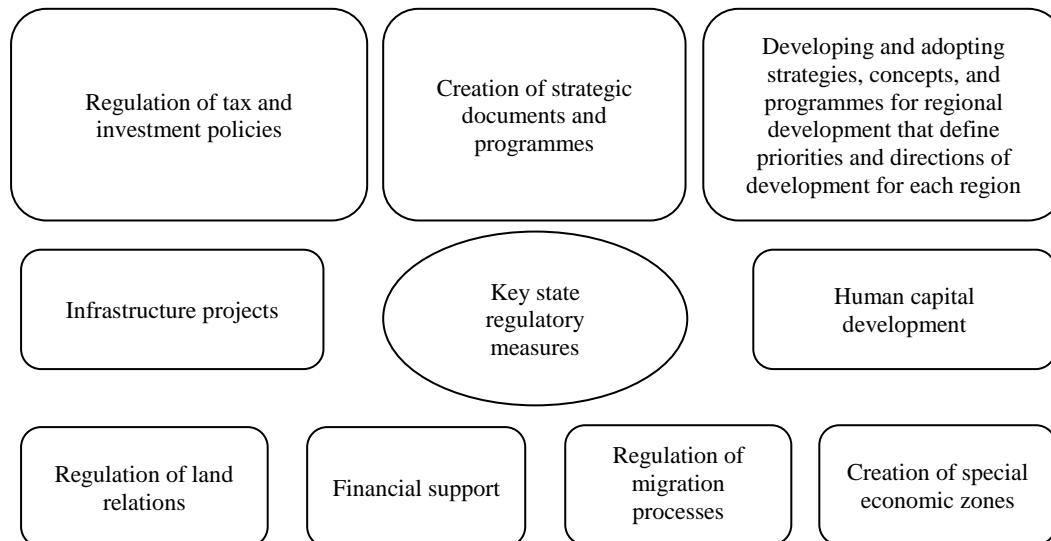 Regulation of tax and
investment policies
Creation of strategic
documents and
programmes
Developing and adopting
strategies, concepts, and
programmes for regional
development that define
priorities and directions of
development for each region
Infrastructure projects
Key state
regulatory
measures
Human capital
development
Regulation of land
relations
Financial support
Regulation of
migration
processes
Creation of special
economic zones